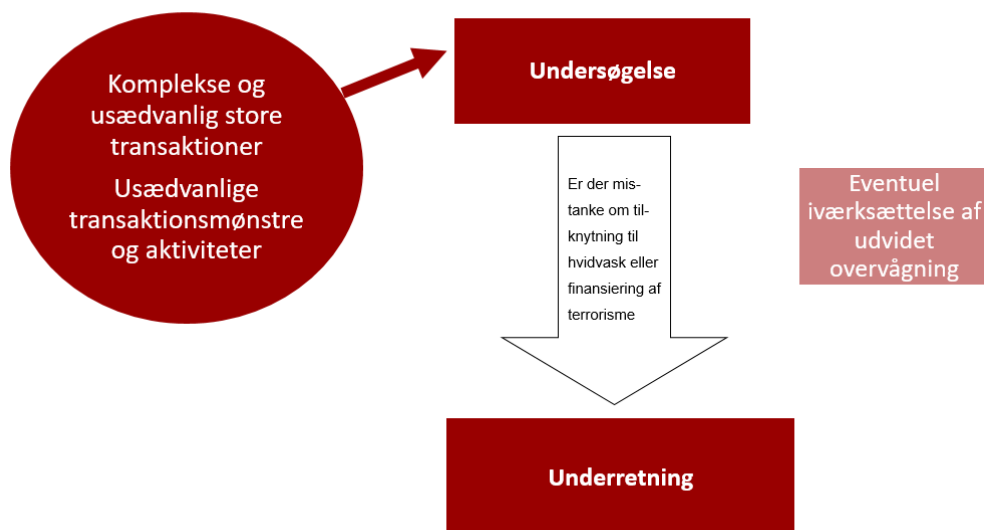 Komplekse og
usædvanlig store
transaktioner
Usædvanlige
transaktionsmønstre
og aktiviteter
Undersøgelse
Er der mis-
tanke om til-
knytning til
hvidvask eller
finansiering af
terrorisme
Eventuel
iværksættelse af
udvidet
overvågning
Underretning